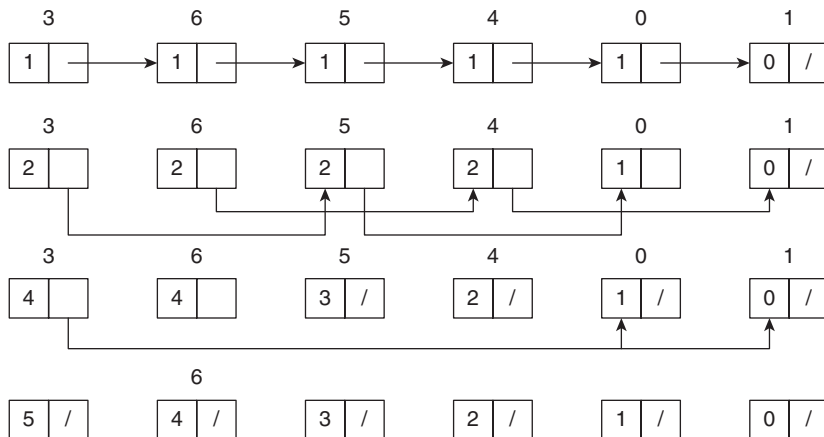 3 6 5 4 0 1
1 1 1 1 1 0 /
3 6 5 4 0 1
2 2 2 2 1 0 /
3 6 5 4 0 1
4 4 3 / 2 / 1 / 0 /
6
5 / 4 / 3 / 2 / 1 / 0 /